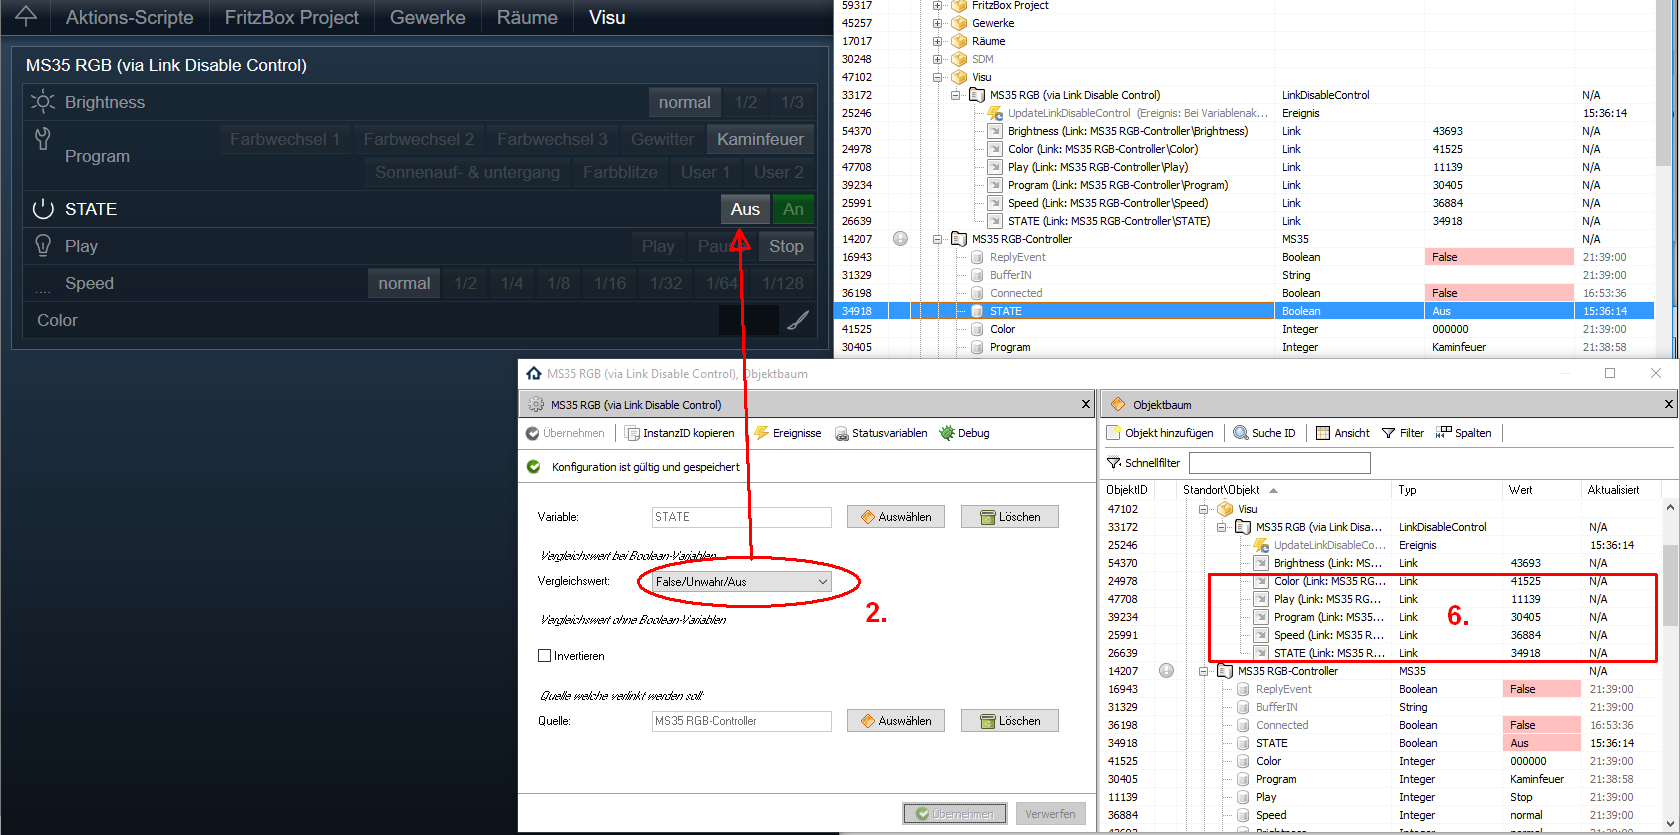 Aktions-Scripte FritzBox Project Gewerke Räume Visu
MS35 RGB (via Link Disable Control)
Brightness normal 1/2 1/3
Farbwechsel 1 Farbwechsel 2 Farbwechsel 3 Gewitter Kaminfeuer
Program
Sonnenauf- & untergang Farbblitze User 1 User 2
STATE Aus An
Play Play Stop
Speed normal 1/2 1/4 1/8 1/16 1/32 1/64 1/128
Color
59317 FritzBox Project
45257 Gewerke
17017 Räume
30248 SDM
47102 Visu
33172 MS35 RGB (via Link Disable Control) LinkDisableControl N/A
25246 UpdateLinkDisableControl (Ereignis: Bei Variablenak... Ereignis 15:36:14
54370 Brightness (Link: MS35 RGB-Controller\Brightness) Link 43693 N/A
24978 Color (Link: MS35 RGB-Controller\Color) Link 41525 N/A
47708 Play (Link: MS35 RGB-Controller\Play) Link 11139 N/A
39234 Program (Link: MS35 RGB-Controller\Program) Link 30405 N/A
25991 Speed (Link: MS35 RGB-Controller\Speed) Link 36884 N/A
26639 STATE (Link: MS35 RGB-Controller\STATE) Link 34918 N/A
14207 MS35 RGB-Controller MS35 N/A
16943 ReplyEvent Boolean False 21:39:00
31329 BufferIN String 21:39:00
36198 Connected Boolean False 16:53:36
34918 STATE Boolean Aus 15:36:14
41525 Color Integer 000000 21:39:00
30405 Program Integer Kaminfeuer 21:38:58
MS35 RGB (via Link Disable Control), Objektbaum
MS35 RGB (via Link Disable Control) X
Übernehmen InstanzID kopieren Ereignisse Statusvariablen Debug
Konfiguration ist gültig und gespeichert
Variable: STATE Auswählen Löschen
Vergleichswert bei Boolean-Variablen
Vergleichswert: False/Unwahr/Aus
2.
Vergleichswert ohne Boolean-Variablen
Invertieren
Quelle welche verlinkt werden soll:
Quelle: MS35 RGB-Controller Auswählen Löschen
Übernehmen Verwerfen
Objektbaum X
Objekt hinzufügen Suche ID Ansicht Filter Spalten
Schnellfilter
ObjektID Standort\Objekt Typ Wert Aktualisiert
47102 Visu
33172 MS35 RGB (via Link Disa... LinkDisableControl N/A
25246 UpdateLinkDisableCo... Ereignis 15:36:14
54370 Brightness (Link: MS... Link 43693 N/A
24978 Color (Link: MS35 RG... Link 41525 N/A
47708 Play (Link: MS35 RG... Link 11139 N/A
39234 Program (Link: MS35... Link 30405 N/A
25991 Speed (Link: MS35 R... Link 36884 N/A
26639 STATE (Link: MS35 R... Link 34918 N/A
6.
14207 MS35 RGB-Controller MS35 N/A
16943 ReplyEvent Boolean False 21:39:00
31329 BufferIN String 21:39:00
36198 Connected Boolean False 16:53:36
34918 STATE Boolean Aus 15:36:14
41525 Color Integer 000000 21:39:00
30405 Program Integer Kaminfeuer 21:38:58
11139 Play Integer Stop 21:39:00
36884 Speed Integer normal 21:39:00